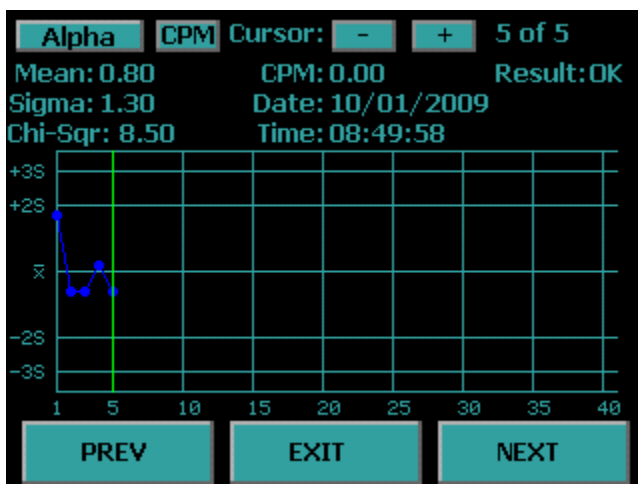 Alpha CPM Cursor: - + 5 of 5
Mean: 0.80 CPM: 0.00 Result: OK
Sigma: 1.30 Date: 10/01/2009
Chi-Sqr: 8.50 Time: 08:49:58
+3S
+2S
x̄
-2S
-3S
1 5 10 15 20 25 30 35 40
PREV EXIT NEXT